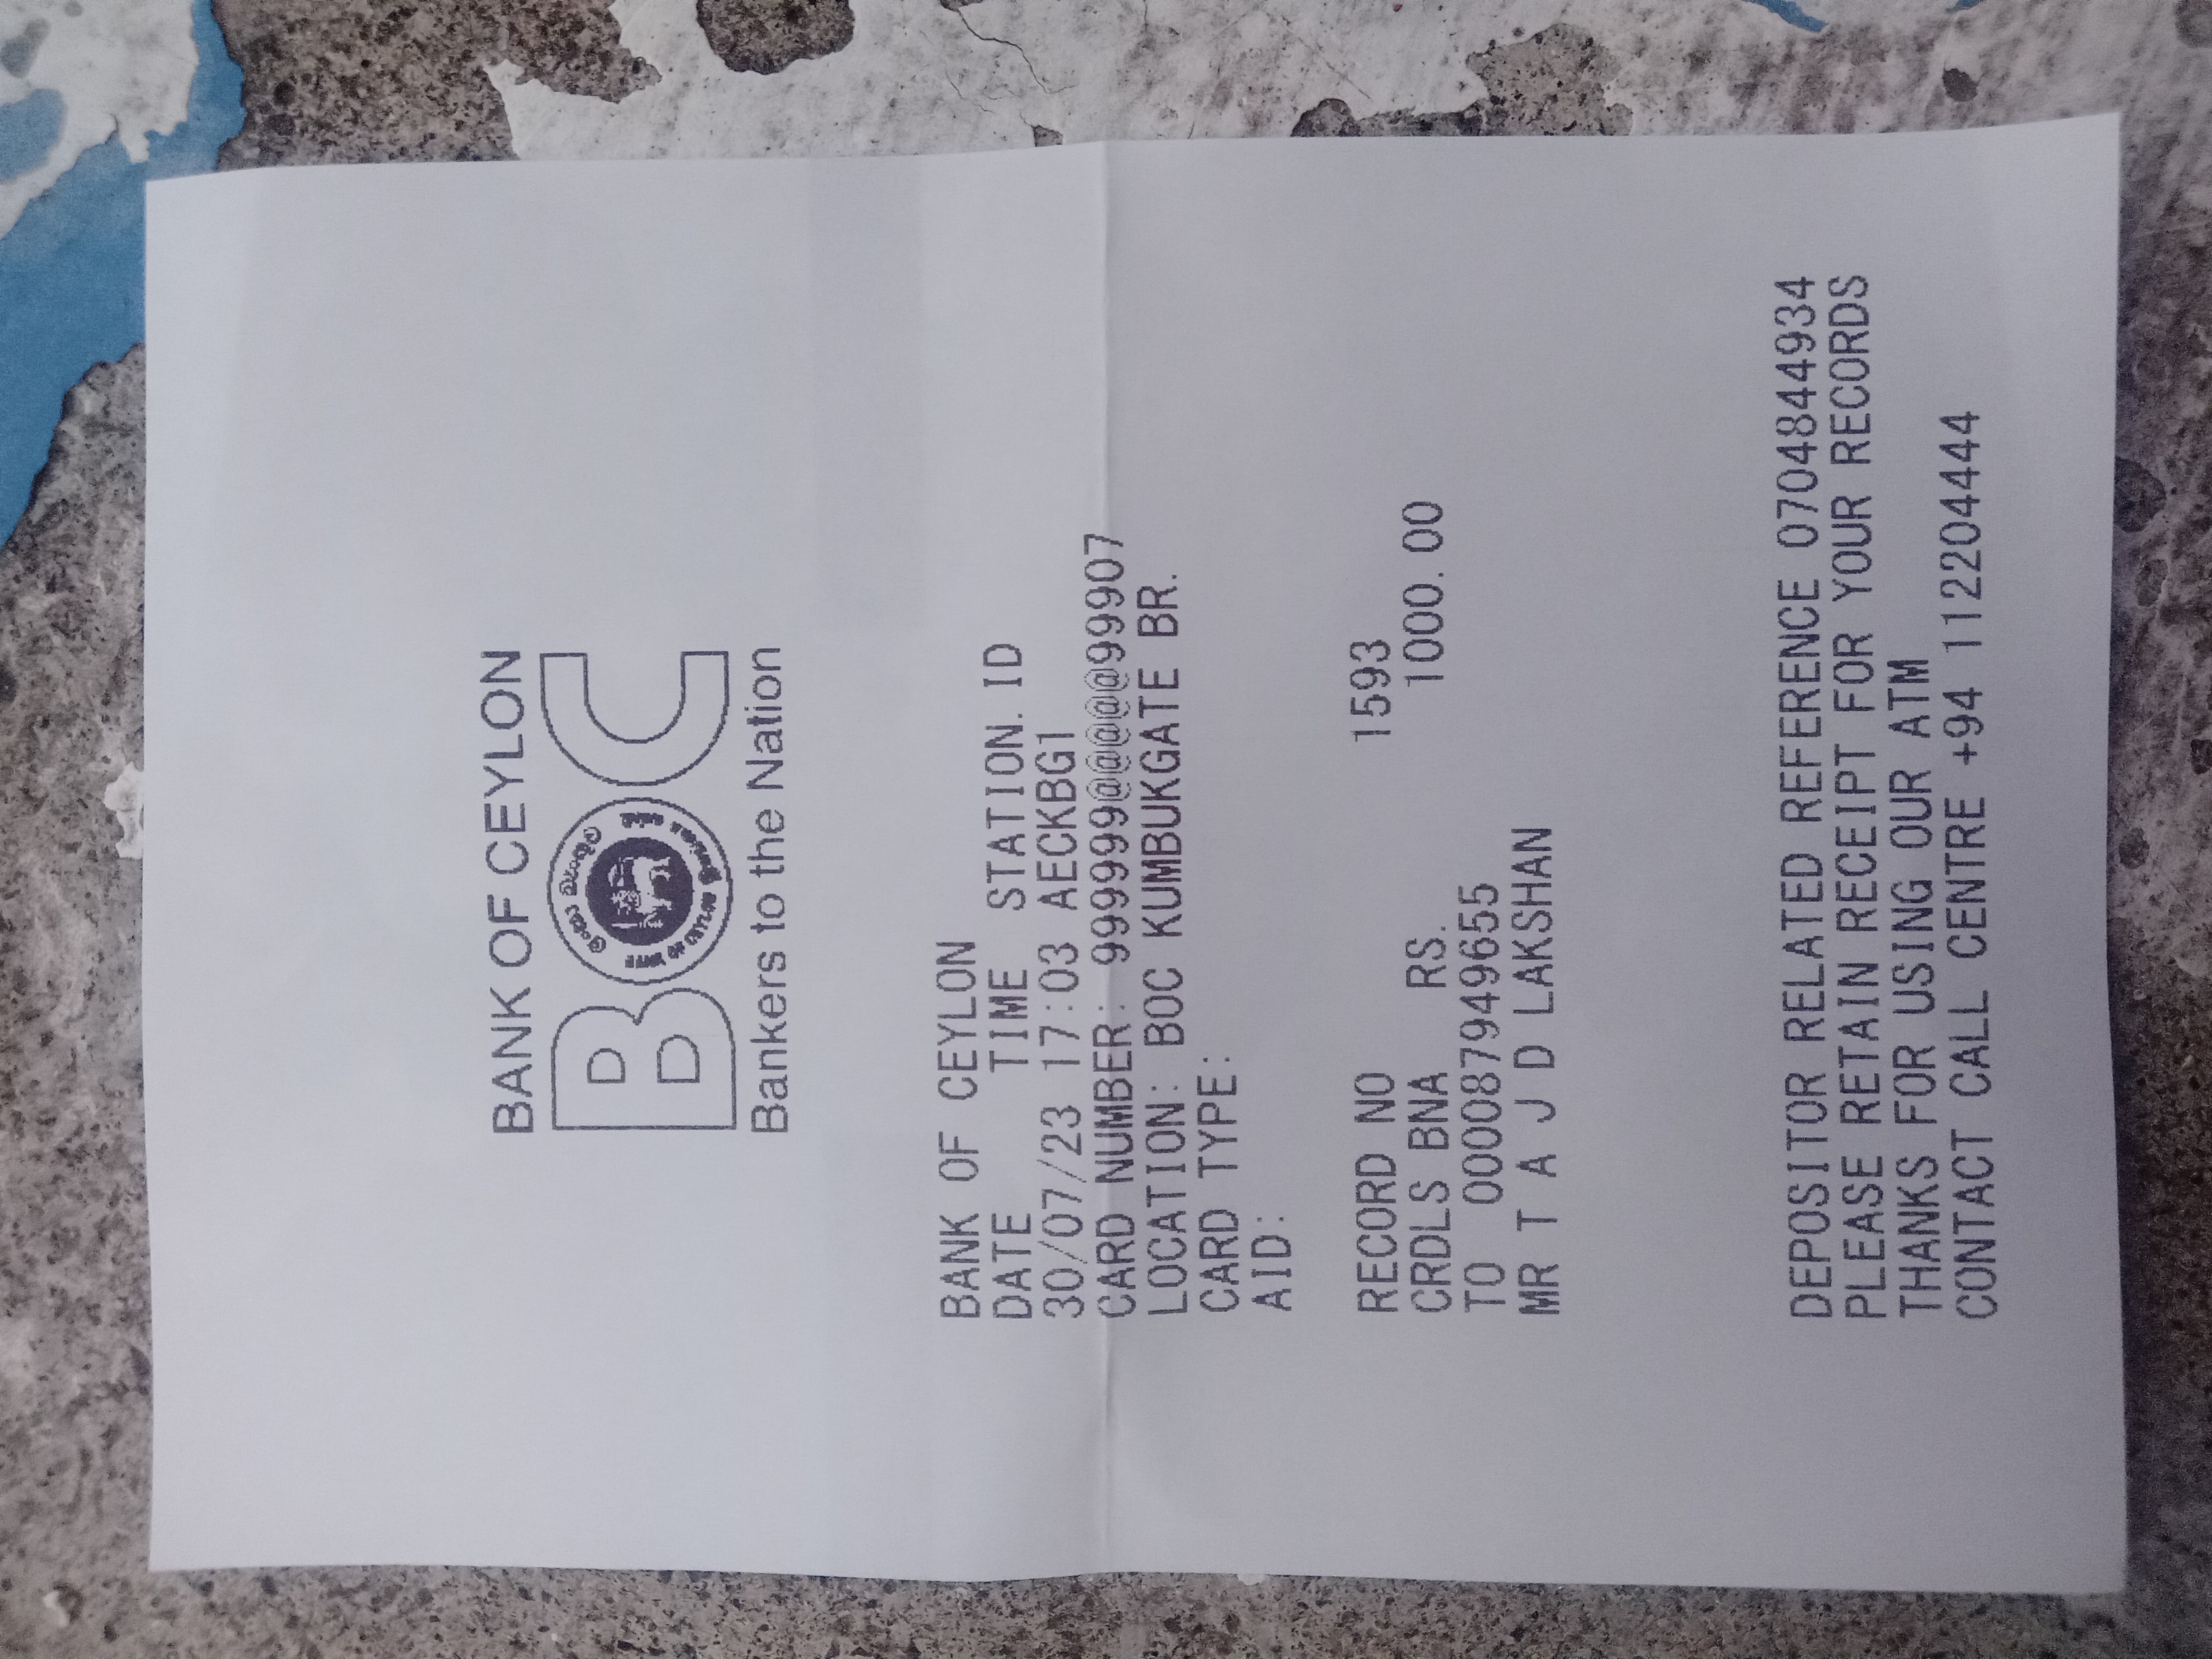 BANK OF CEYLON
BOC
Bankers to the Nation
BANK OF CEYLON
DATE TIME STATION. ID
30/07/23 17:03 AECKBG1
CARD NUMBER: 9999999@@@@@99907
LOCATION: BOC KUMBUKGATE BR.
CARD TYPE:
AID:
RECORD NO 1593
CRDLS BNA RS. 1000.00
TO 000087949655
MR T A J D LAKSHAN
DEPOSITOR RELATED REFERENCE 0704844934
PLEASE RETAIN RECEIPT FOR YOUR RECORDS
THANKS FOR USING OUR ATM
CONTACT CALL CENTRE +94 112204444